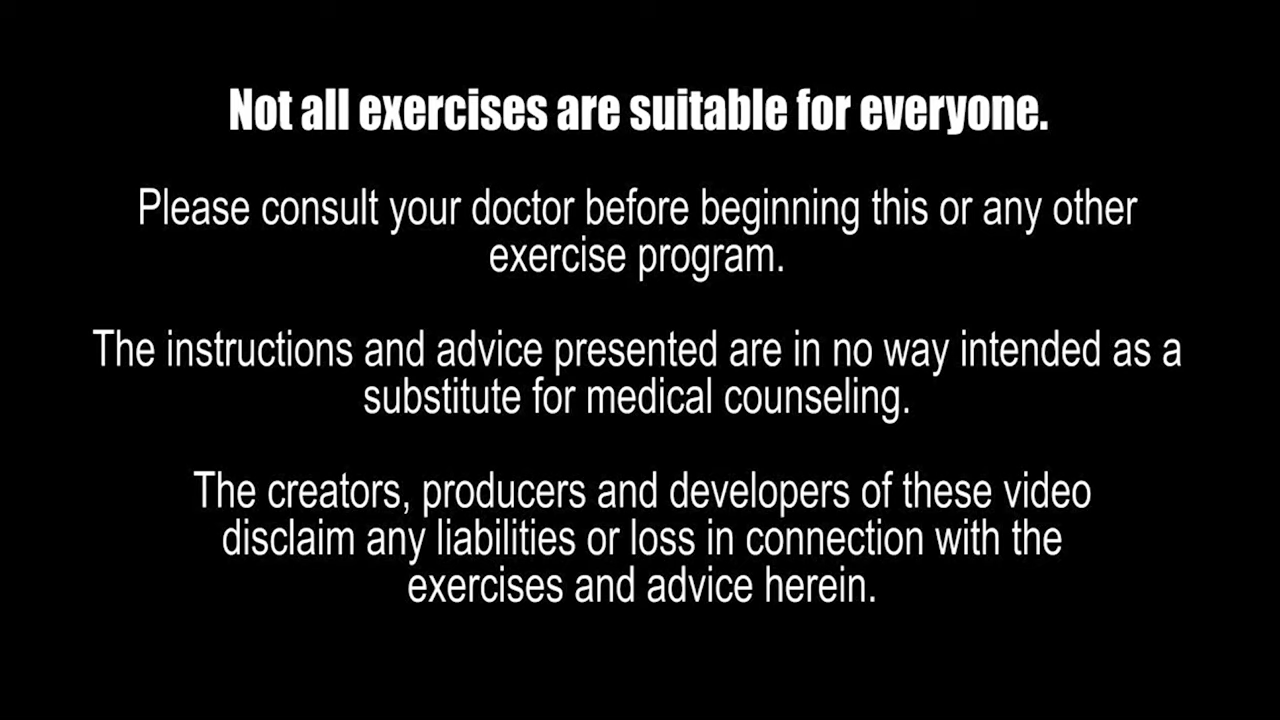 Not all exercises are suitable for everyone.
Please consult your doctor before beginning this or any other
exercise program.
The instructions and advice presented are in no way intended as a
substitute for medical counseling.
The creators, producers and developers of these video
disclaim any liabilities or loss in connection with the
exercises and advice herein.